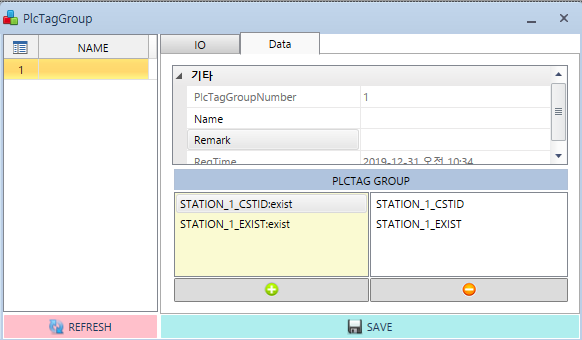 PlcTagGroup
NAME
1
IO
Data
기타
PlcTagGroupNumber 1
Name
Remark
RegTime 2019-12-31 오전 10:34
PLCTAG GROUP
STATION_1_CSTID:exist
STATION_1_EXIST:exist
STATION_1_CSTID
STATION_1_EXIST
REFRESH
SAVE